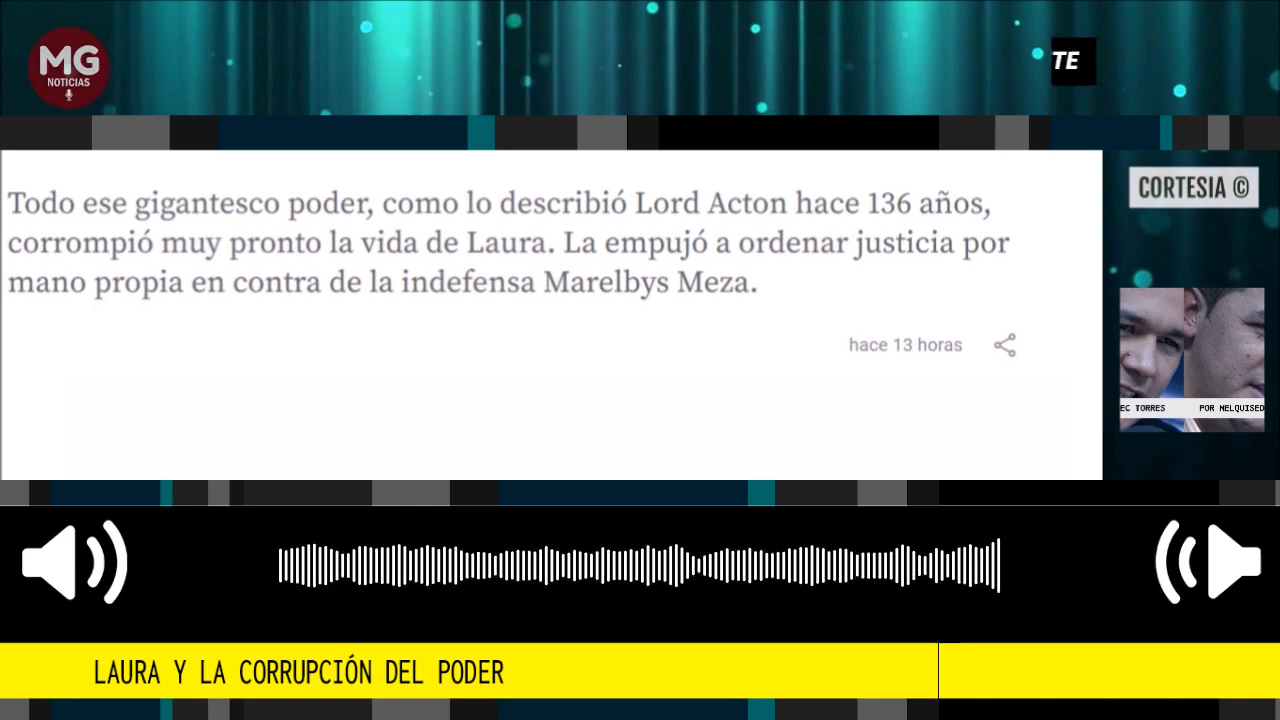 MG
NOTICIAS
TE
Todo ese gigantesco poder, como lo describió Lord Acton hace 136 años,
corrompió muy pronto la vida de Laura. La empujó a ordenar justicia por
mano propia en contra de la indefensa Marelbys Meza.
hace 13 horas
CORTESIA ©
EC TORRES POR NELQUISED
LAURA Y LA CORRUPCIÓN DEL PODER